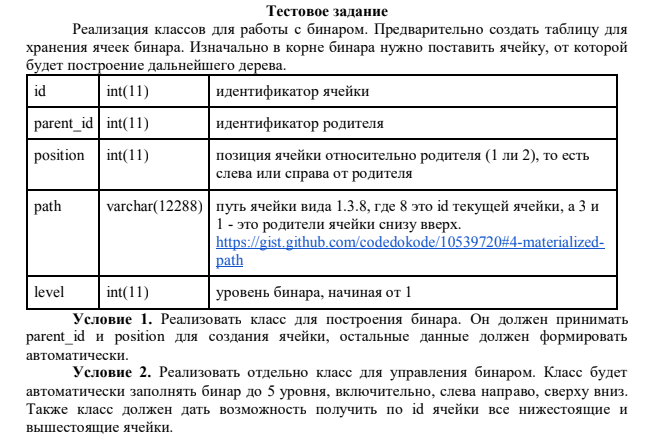 Тестовое задание
Реализация классов для работы с бинаром. Предварительно создать таблицу для
хранения ячеек бинара. Изначально в корне бинара нужно поставить ячейку, от которой
будет построение дальнейшего дерева.
id int(11) идентификатор ячейки
parent_id int(11) идентификатор родителя
position int(11) позиция ячейки относительно родителя (1 ли 2), то есть
слева или справа от родителя
path varchar(12288) путь ячейки вида 1.3.8, где 8 это id текущей ячейки, а 3 и
1 - это родители ячейки снизу вверх.
https://gist.github.com/codedokode/10539720#4-materialized-
path
level int(11) уровень бинара, начиная от 1
Условие 1. Реализовать класс для построения бинара. Он должен принимать
parent_id и position для создания ячейки, остальные данные должен формировать
автоматически.
Условие 2. Реализовать отдельно класс для управления бинаром. Класс будет
автоматически заполнять бинар до 5 уровня, включительно, слева направо, сверху вниз.
Также класс должен дать возможность получить по id ячейки все нижестоящие и
вышестоящие ячейки.